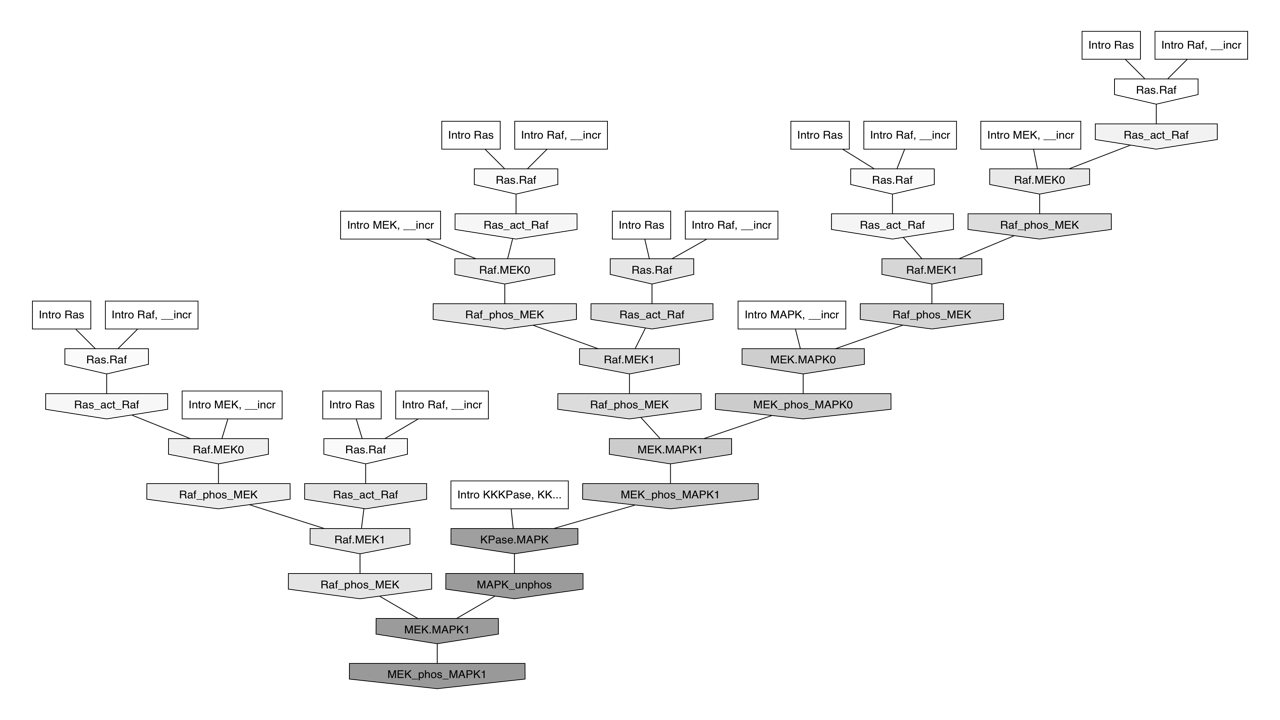 Intro Ras
Intro Raf, __incr
Ras.Raf
Intro Ras
Intro Raf, __incr
Intro Ras
Intro Raf, __incr
Intro MEK, __incr
Ras_act_Raf
Ras.Raf
Ras.Raf
Raf.MEK0
Intro MEK, __incr
Ras_act_Raf
Intro Ras
Intro Raf, __incr
Ras_act_Raf
Raf_phos_MEK
Raf.MEK0
Ras.Raf
Raf.MEK1
Intro Ras
Intro Raf, __incr
Raf_phos_MEK
Ras_act_Raf
Intro MAPK, __incr
Raf_phos_MEK
Ras.Raf
Raf.MEK1
MEK.MAPK0
Ras_act_Raf
Intro MEK, __incr
Intro Ras
Intro Raf, __incr
Raf_phos_MEK
MEK_phos_MAPK0
Raf.MEK0
Ras.Raf
MEK.MAPK1
Raf_phos_MEK
Ras_act_Raf
Intro KKKPase, KK...
MEK_phos_MAPK1
Raf.MEK1
KPase.MAPK
Raf_phos_MEK
MAPK_unphos
MEK.MAPK1
MEK_phos_MAPK1